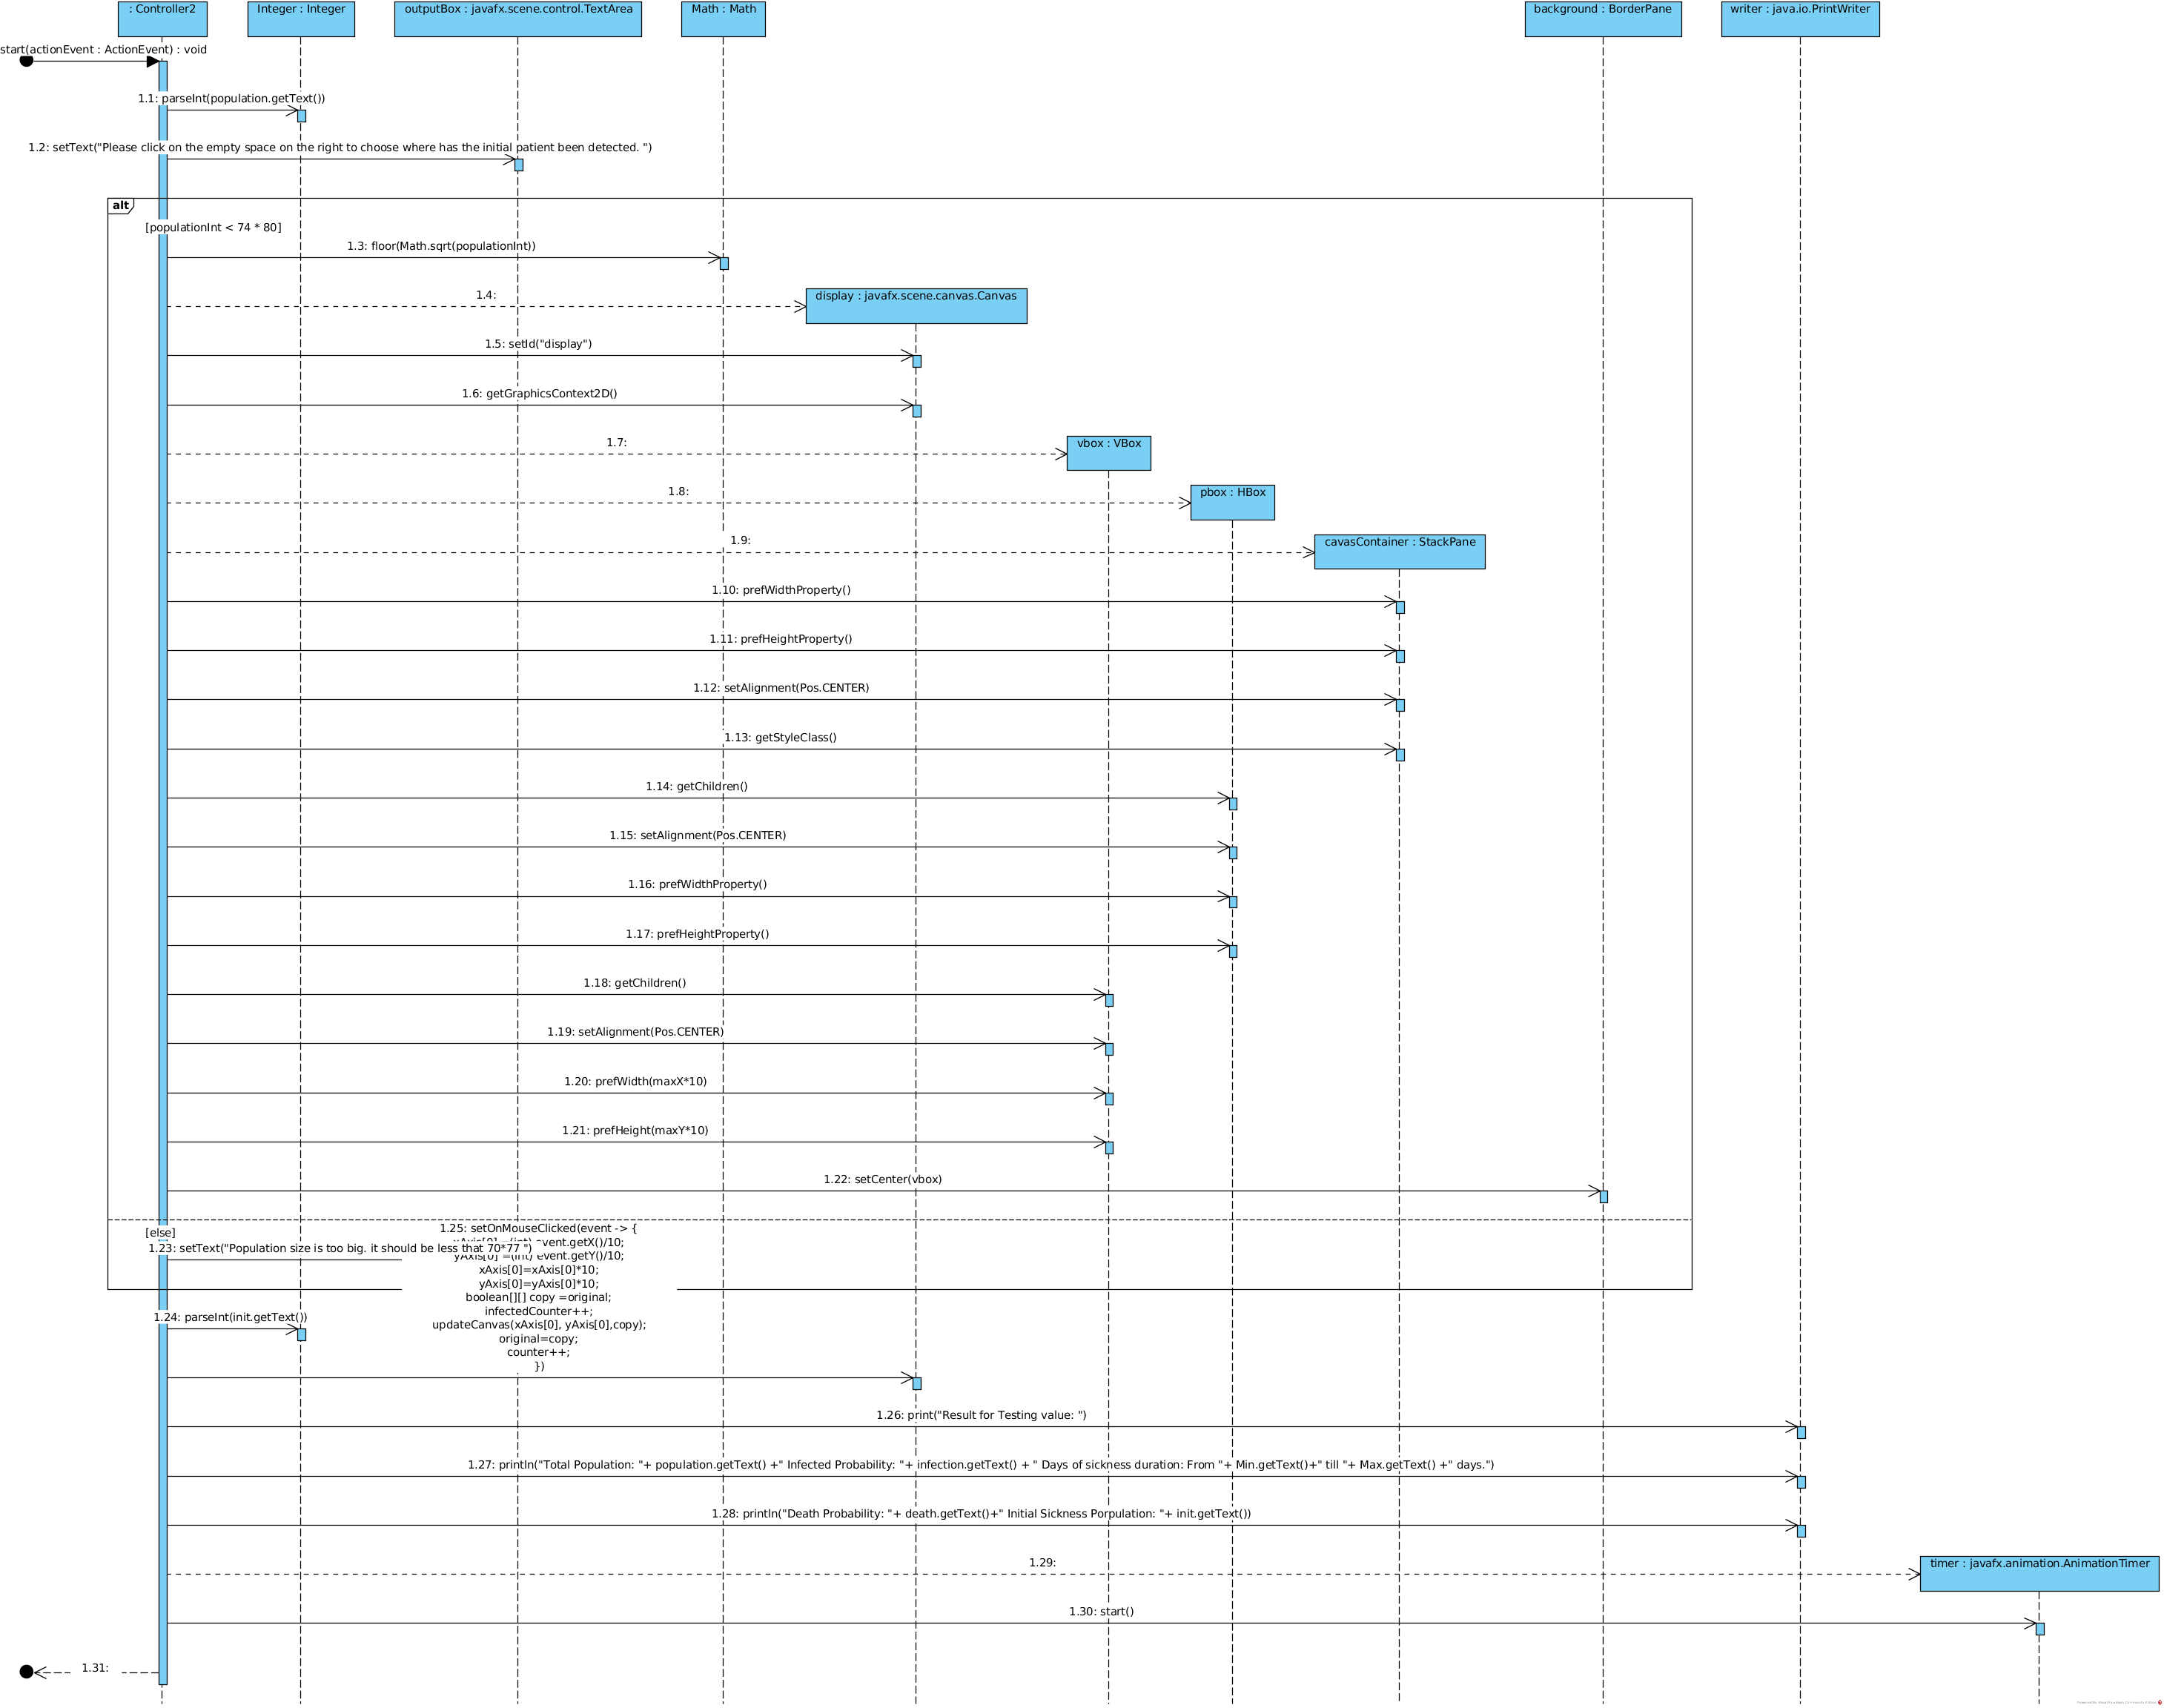 : Controller2
Integer : Integer
outputBox : javafx.scene.control.TextArea
Math : Math
background : BorderPane
writer : java.io.PrintWriter
start(actionEvent : ActionEvent) : void
1.1: parseInt(population.getText())
1.2: setText("Please click on the empty space on the right to choose where has the initial patient been detected. ")
alt
[populationInt < 74 * 80]
1.3: floor(Math.sqrt(populationInt))
1.4:
display : javafx.scene.canvas.Canvas
1.5: setId("display")
1.6: getGraphicsContext2D()
1.7:
vbox : VBox
1.8:
pbox : HBox
1.9:
cavasContainer : StackPane
1.10: prefWidthProperty()
1.11: prefHeightProperty()
1.12: setAlignment(Pos.CENTER)
1.13: getStyleClass()
1.14: getChildren()
1.15: setAlignment(Pos.CENTER)
1.16: prefWidthProperty()
1.17: prefHeightProperty()
1.18: getChildren()
1.19: setAlignment(Pos.CENTER)
1.20: prefWidth(maxX*10)
1.21: prefHeight(maxY*10)
1.22: setCenter(vbox)
[else]
1.23: setText("Population size is too big. it should be less that 70*77 ")
1.25: setOnMouseClicked(event -> {
xAxis[0] =(int) event.getX()/10;
yAxis[0] =(int) event.getY()/10;
xAxis[0]=xAxis[0]*10;
yAxis[0]=yAxis[0]*10;
boolean[][] copy =original;
infectedCounter++;
updateCanvas(xAxis[0], yAxis[0],copy);
original=copy;
counter++;
})
1.24: parseInt(init.getText())
1.26: print("Result for Testing value: ")
1.27: println("Total Population: "+ population.getText() +" Infected Probability: "+ infection.getText() + " Days of sickness duration: From "+ Min.getText()+" till "+ Max.getText() +" days.")
1.28: println("Death Probability: "+ death.getText()+" Initial Sickness Porpulation: "+ init.getText())
1.29:
timer : javafx.animation.AnimationTimer
1.30: start()
1.31: